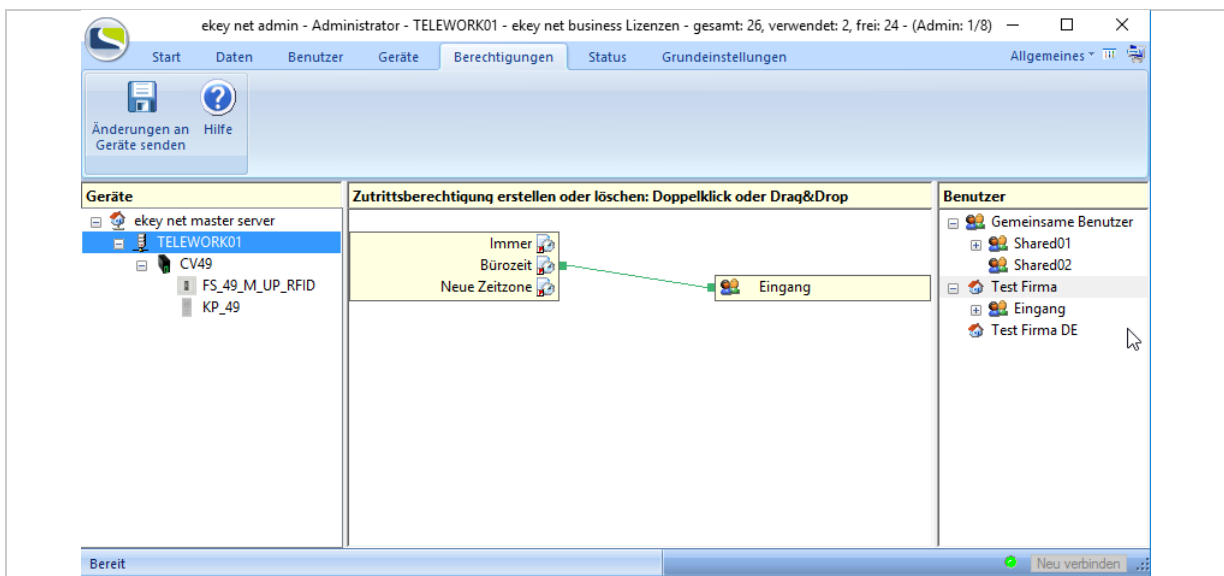 ekey net admin - Administrator - TELEWORK01 - ekey net business Lizenzen - gesamt: 26, verwendet: 2, frei: 24 - (Admin: 1/8)
Start Daten Benutzer Geräte Berechtigungen Status Grundeinstellungen Allgemeines
Änderungen an Geräte senden
Hilfe
Geräte
ekey net master server
TELEWORK01
CV49
FS_49_M_UP_RFID
KP_49
Zutrittsberechtigung erstellen oder löschen: Doppelklick oder Drag&Drop
Immer
Bürozeit
Neue Zeitzone
Eingang
Benutzer
Gemeinsame Benutzer
Shared01
Shared02
Test Firma
Eingang
Test Firma DE
Bereit
Neu verbinden